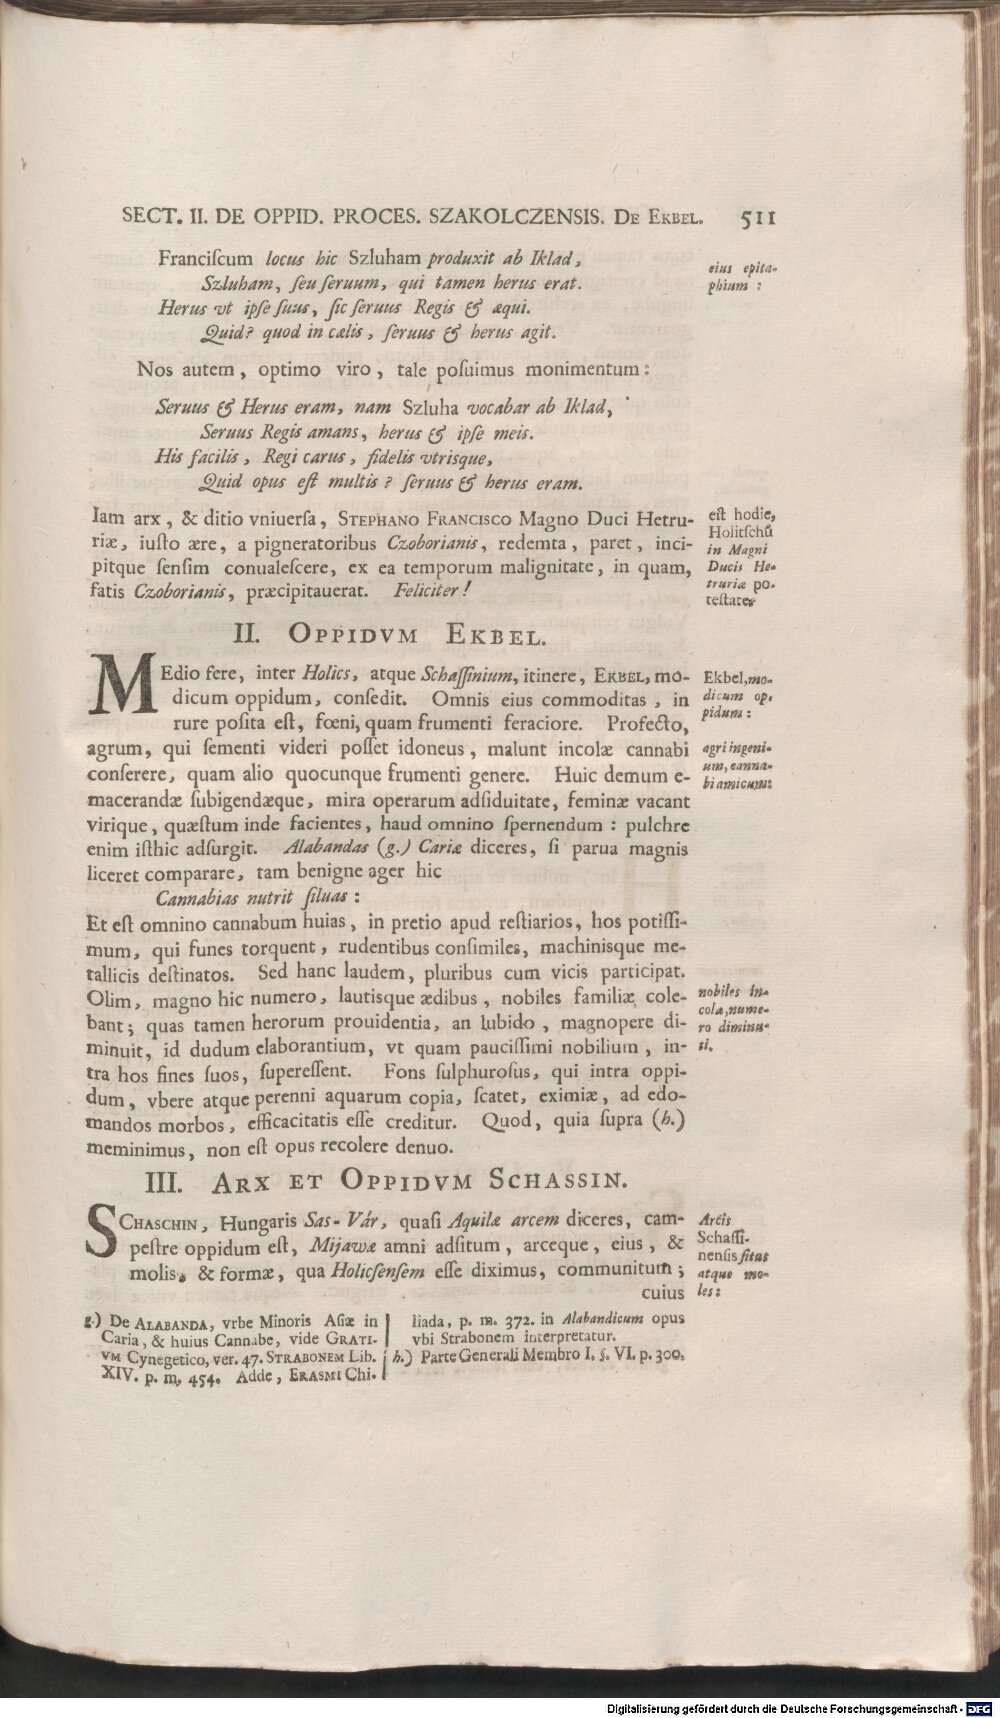 SECT. II. DE OPPID. PROCES. SZAKOLCZENSIS. DE EKBEL. 511
Franciſcum locus hic Szluham produxit ab Iklad,
Szluham, ſeu ſeruum, qui tamen herus erat.
Herus vt ipſe ſuus, ſic ſeruus Regis & æqui.
Quid? quod in cælis, ſeruus & herus agit.
eius epita-
phium :
Nos autem, optimo viro, tale poſuimus monimentum:
Seruus & Herus eram, nam Szluha vocabar ab Iklad,
Seruus Regis amans, herus & ipſe meis.
His facilis, Regi carus, fidelis vtrisque,
Quid opus eſt multis? ſeruus & herus eram.
Iam arx, & ditio vniuerſa, STEPHANO FRANCISCO Magno Duci Hetru-
riæ, iuſto ære, a pigneratoribus Czoborianis, redemta, paret, inci-
pitque ſenſim conualeſcere, ex ea temporum malignitate, in quam,
fatis Czoborianis, præcipitauerat. Feliciter!
eſt hodie,
Holitſchű
in Magni
Ducis He-
truriæ po-
teſtate
II. OPPIDVM EKBEL.
MEdio fere, inter Holics, atque Schaſſinium, itinere, EKBEL, mo-
dicum oppidum, conſedit. Omnis eius commoditas, in
rure poſita eſt, fœni, quam frumenti feraciore. Profecto,
agrum, qui ſementi videri poſſet idoneus, malunt incolæ cannabi
conſerere, quam alio quocunque frumenti genere. Huic demum e-
macerandæ ſubigendæque, mira operarum adſiduitate, feminæ vacant
virique, quæſtum inde facientes, haud omnino ſpernendum: pulchre
enim iſthic adſurgit. Alabandas (g.) Cariæ diceres, ſi parua magnis
liceret comparare, tam benigne ager hic
Cannabias nutrit ſiluas:
Ekbel, mo-
dicum op-
pidum:
agri ingeni-
um, canna-
bi amicum:
Et eſt omnino cannabum huias, in pretio apud reſtiarios, hos potiſſi-
mum, qui funes torquent, rudentibus conſimiles, machinisque me-
tallicis deſtinatos. Sed hanc laudem, pluribus cum vicis participat.
Olim, magno hic numero, lautisque ædibus, nobiles familiæ cole-
bant; quas tamen herorum prouidentia, an lubido, magnopere di-
minuit, id dudum elaborantium, vt quam pauciſſimi nobilium, in-
tra hos fines ſuos, ſupereſſent. Fons ſulphuroſus, qui intra oppi-
dum, vbere atque perenni aquarum copia, ſcatet, eximiæ, ad edo-
mandos morbos, efficacitatis eſſe creditur. Quod, quia ſupra (h.)
meminimus, non eſt opus recolere denuo.
nobiles in-
colæ, nume-
ro diminu-
ti.
III. ARX ET OPPIDVM SCHASSIN.
SCHASCHIN, Hungaris Sas-Vár, quaſi Aquilæ arcem diceres, cam-
peſtre oppidum eſt, Mijawæ amni adſitum, arceque, eius, &
molis, & formæ, qua Holicſenſem eſſe diximus, communitum;
cuius
Arcis
Schaſſi-
nenſis ſitus
atque mo-
les:
g.) De ALABANDA, vrbe Minoris Aſiæ in
Caria, & huius Cannabe, vide GRATI-
VM Cynegetico, ver. 47. STRABONEM Lib.
XIV. p. m. 454. Adde, ERASMI Chi-
liada, p. m. 372. in Alabandicum opus
vbi Strabonem interpretatur.
h.) Parte Generali Membro I. §. VI. p. 300.
Digitalisierung gefördert durch die Deutsche Forschungsgemeinschaft - DFG